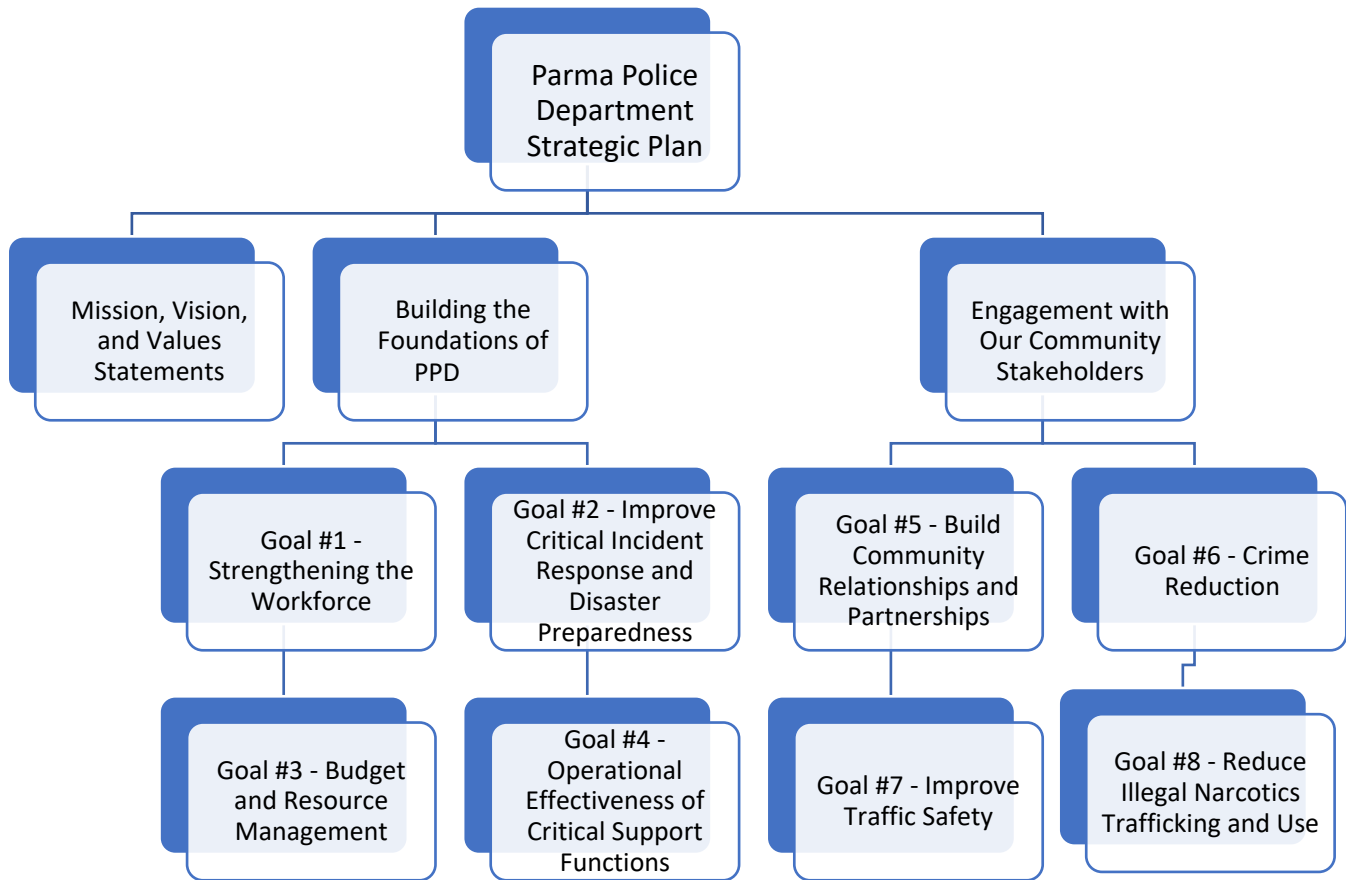 Parma Police
Department
Strategic Plan
Mission, Vision,
and Values
Statements
Building the
Foundations of
PPD
Engagement with
Our Community
Stakeholders
Goal #1 -
Strengthening the
Workforce
Goal #2 - Improve
Critical Incident
Response and
Disaster
Preparedness
Goal #5 - Build
Community
Relationships and
Partnerships
Goal #6 - Crime
Reduction
Goal #3 - Budget
and Resource
Management
Goal #4 -
Operational
Effectiveness of
Critical Support
Functions
Goal #7 - Improve
Traffic Safety
Goal #8 - Reduce
Illegal Narcotics
Trafficking and Use